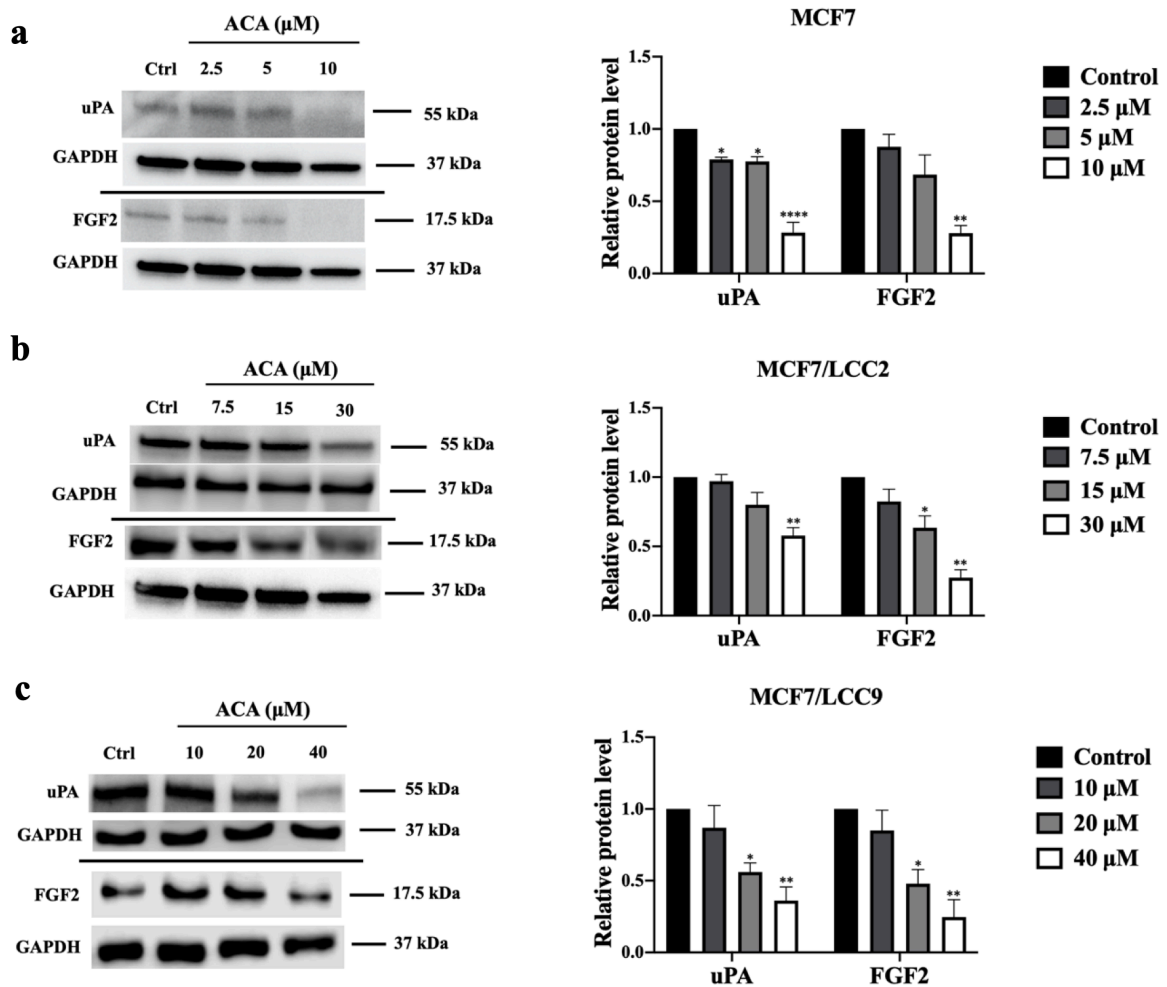 a
ACA (µM)
Ctrl 2.5 5 10
uPA 55 kDa
GAPDH 37 kDa
FGF2 17.5 kDa
GAPDH 37 kDa
MCF7
Relative protein level
1.5
1.0
0.5
0.0
* * ****
**
uPA FGF2
Control
2.5 µM
5 µM
10 µM
b
ACA (µM)
Ctrl 7.5 15 30
uPA 55 kDa
GAPDH 37 kDa
FGF2 17.5 kDa
GAPDH 37 kDa
MCF7/LCC2
Relative protein level
1.5
1.0
0.5
0.0
**
* **
uPA FGF2
Control
7.5 µM
15 µM
30 µM
c
ACA (µM)
Ctrl 10 20 40
uPA 55 kDa
GAPDH 37 kDa
FGF2 17.5 kDa
GAPDH 37 kDa
MCF7/LCC9
Relative protein level
1.5
1.0
0.5
0.0
* **
* **
uPA FGF2
Control
10 µM
20 µM
40 µM